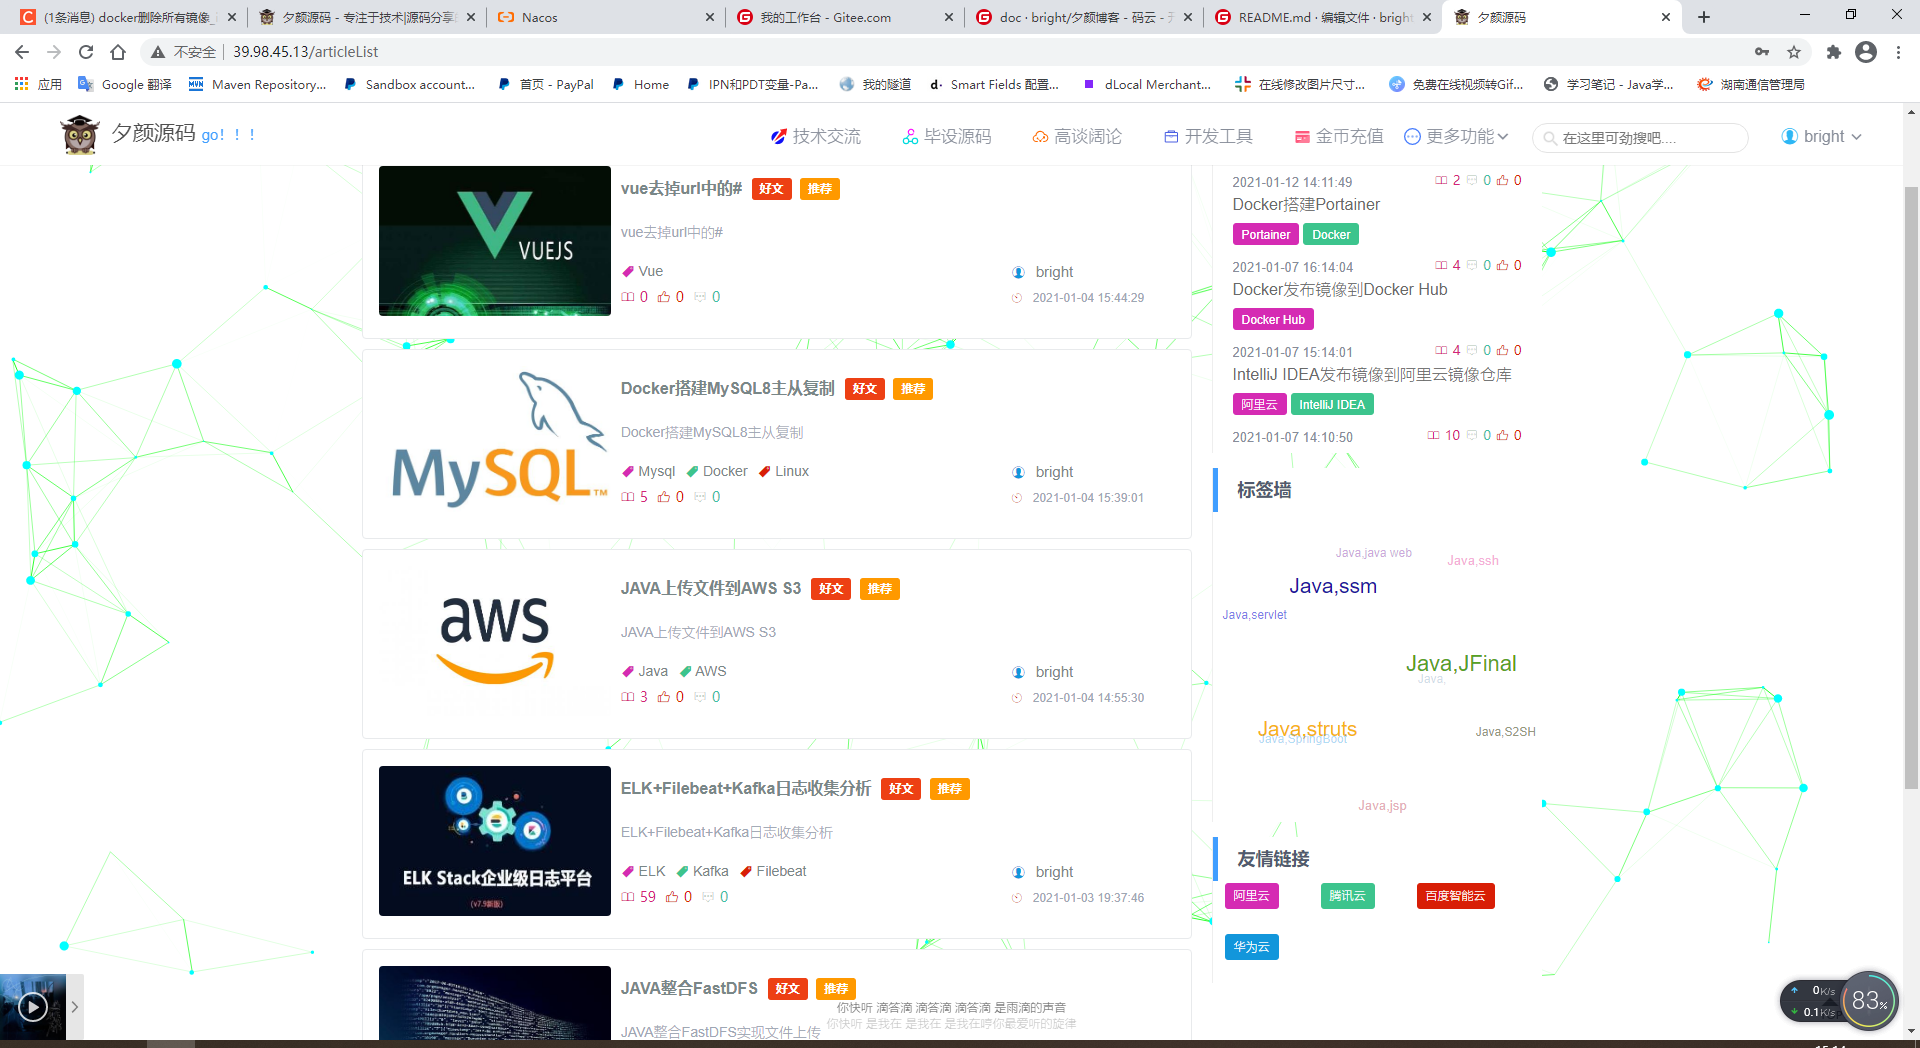 (1条消息) docker删除所有镜像_
夕颜源码 - 专注于技术|源码分享
Nacos
我的工作台 - Gitee.com
doc · bright/夕颜博客 - 码云 - 
README.md · 编辑文件 · bright
夕颜源码
不安全 39.98.45.13/articleList
应用 Google 翻译 Maven Repository... Sandbox account... 首页 - PayPal Home IPN和PDT变量-Pa... 我的隧道 d· Smart Fields 配置... dLocal Merchant... 在线修改图片尺寸... 免费在线视频转Gif... 学习笔记 - Java学... 湖南通信管理局
夕颜源码 go！！！ 技术交流 毕设源码 高谈阔论 开发工具 金币充值 更多功能 在这里可劲搜吧.... bright
vue去掉url中的# 好文 推荐
vue去掉url中的#
VUEJS
Vue bright
0 0 0 2021-01-04 15:44:29
Docker搭建MySQL8主从复制 好文 推荐
Docker搭建MySQL8主从复制
MySQL™
Mysql Docker Linux bright
5 0 0 2021-01-04 15:39:01
JAVA上传文件到AWS S3 好文 推荐
aws
JAVA上传文件到AWS S3
Java AWS bright
3 0 0 2021-01-04 14:55:30
ELK+Filebeat+Kafka日志收集分析 好文 推荐
ELK+Filebeat+Kafka日志收集分析
ELK Stack企业级日志平台
(v7.9新版)
ELK Kafka Filebeat bright
59 0 0 2021-01-03 19:37:46
JAVA整合FastDFS 好文 推荐
JAVA整合FastDFS实现文件上传
你快听 滴答滴 滴答滴 滴答滴 是雨滴的声音
你快听 是我在 是我在 是我在哼你最爱听的旋律
2021-01-12 14:11:49 2 0 0
Docker搭建Portainer
Portainer Docker
2021-01-07 16:14:04 4 0 0
Docker发布镜像到Docker Hub
Docker Hub
2021-01-07 15:14:01 4 0 0
IntelliJ IDEA发布镜像到阿里云镜像仓库
阿里云 IntelliJ IDEA
2021-01-07 14:10:50 10 0 0
标签墙
Java,java web
Java,ssh
Java,ssm
Java,servlet
Java,JFinal
Java,
Java,struts
Java,SpringBoot
Java,S2SH
Java,jsp
友情链接
阿里云 腾讯云 百度智能云
华为云
0K/s
0.1K/s
83%